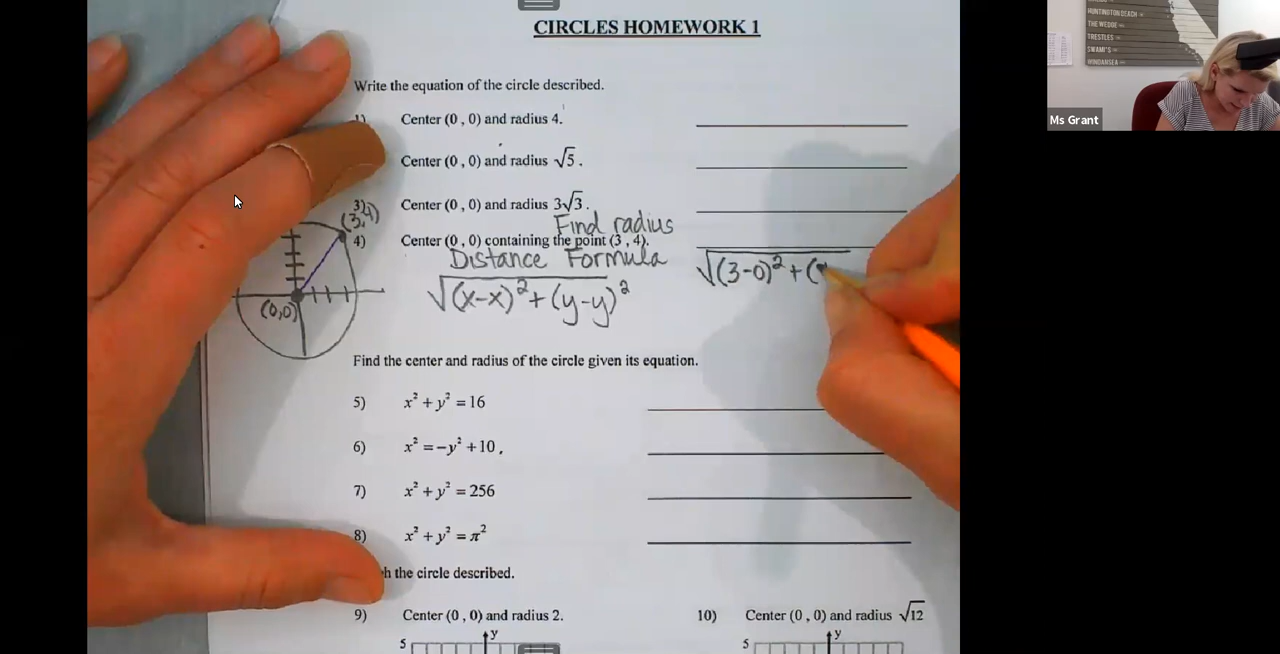 CIRCLES HOMEWORK 1
HUNTINGTON BEACH
THE WEDGE
TRESTLES
SWAMI'S
WINDANSEA
Ms Grant
Write the equation of the circle described.
1) Center (0 , 0) and radius 4.
Center (0 , 0) and radius √5 .
3) Center (0 , 0) and radius 3√3 .
(3,4)
Find radius
4) Center (0 , 0) containing the point (3 , 4).
Distance Formula
√(x-x)² + (y-y)²
√(3-0)² + (
(0,0)
Find the center and radius of the circle given its equation.
5) x² + y² = 16
6) x² = -y² + 10 ,
7) x² + y² = 256
8) x² + y² = π²
h the circle described.
9) Center (0 , 0) and radius 2.
10) Center (0 , 0) and radius √12
5 y
5 y